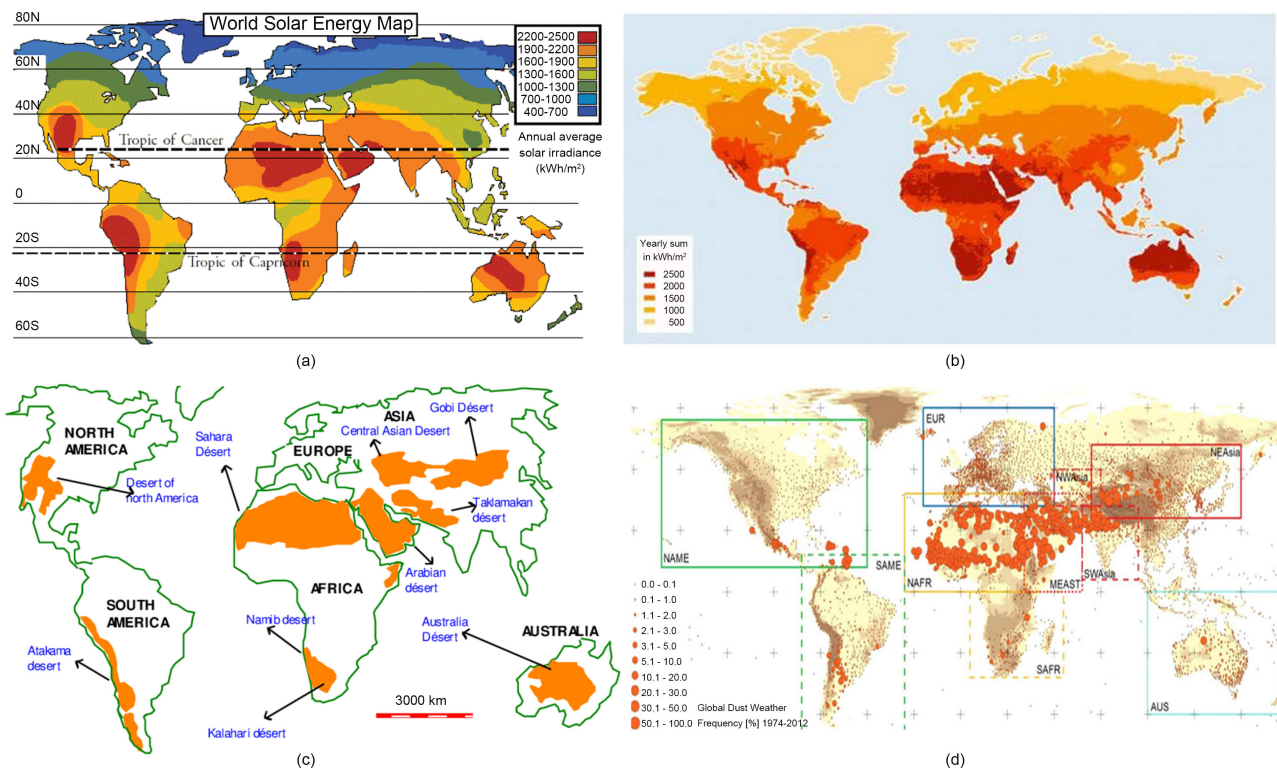 World Solar Energy Map
80N
60N
40N
20N
0
20S
40S
60S
Tropic of Cancer
Tropic of Capricorn
2200-2500
1900-2200
1600-1900
1300-1600
1000-1300
700-1000
400-700
Annual average
solar irradiance
(kWh/m²)
(a)
Yearly sum
in kWh/m²
2500
2000
1500
1000
500
(b)
NORTH
AMERICA
Desert of
north America
Sahara
Désert
EUROPE
ASIA
Central Asian Desert
Gobi Désert
Taklamakan
désert
Arabian
désert
AFRICA
SOUTH
AMERICA
Atakama
desert
Namib desert
Kalahari désert
Australia
Désert
AUSTRALIA
3000 km
(c)
EUR
NEAsia
NWAsia
NAME
SAME
NAFR
MEAST
SWAsia
SAFR
AUS
0.0 - 0.1
0.1 - 1.0
1.1 - 2.0
2.1 - 3.0
3.1 - 5.0
5.1 - 10.0
10.1 - 20.0
20.1 - 30.0
30.1 - 50.0 Global Dust Weather
50.1 - 100.0 Frequency [%] 1974-2012
(d)